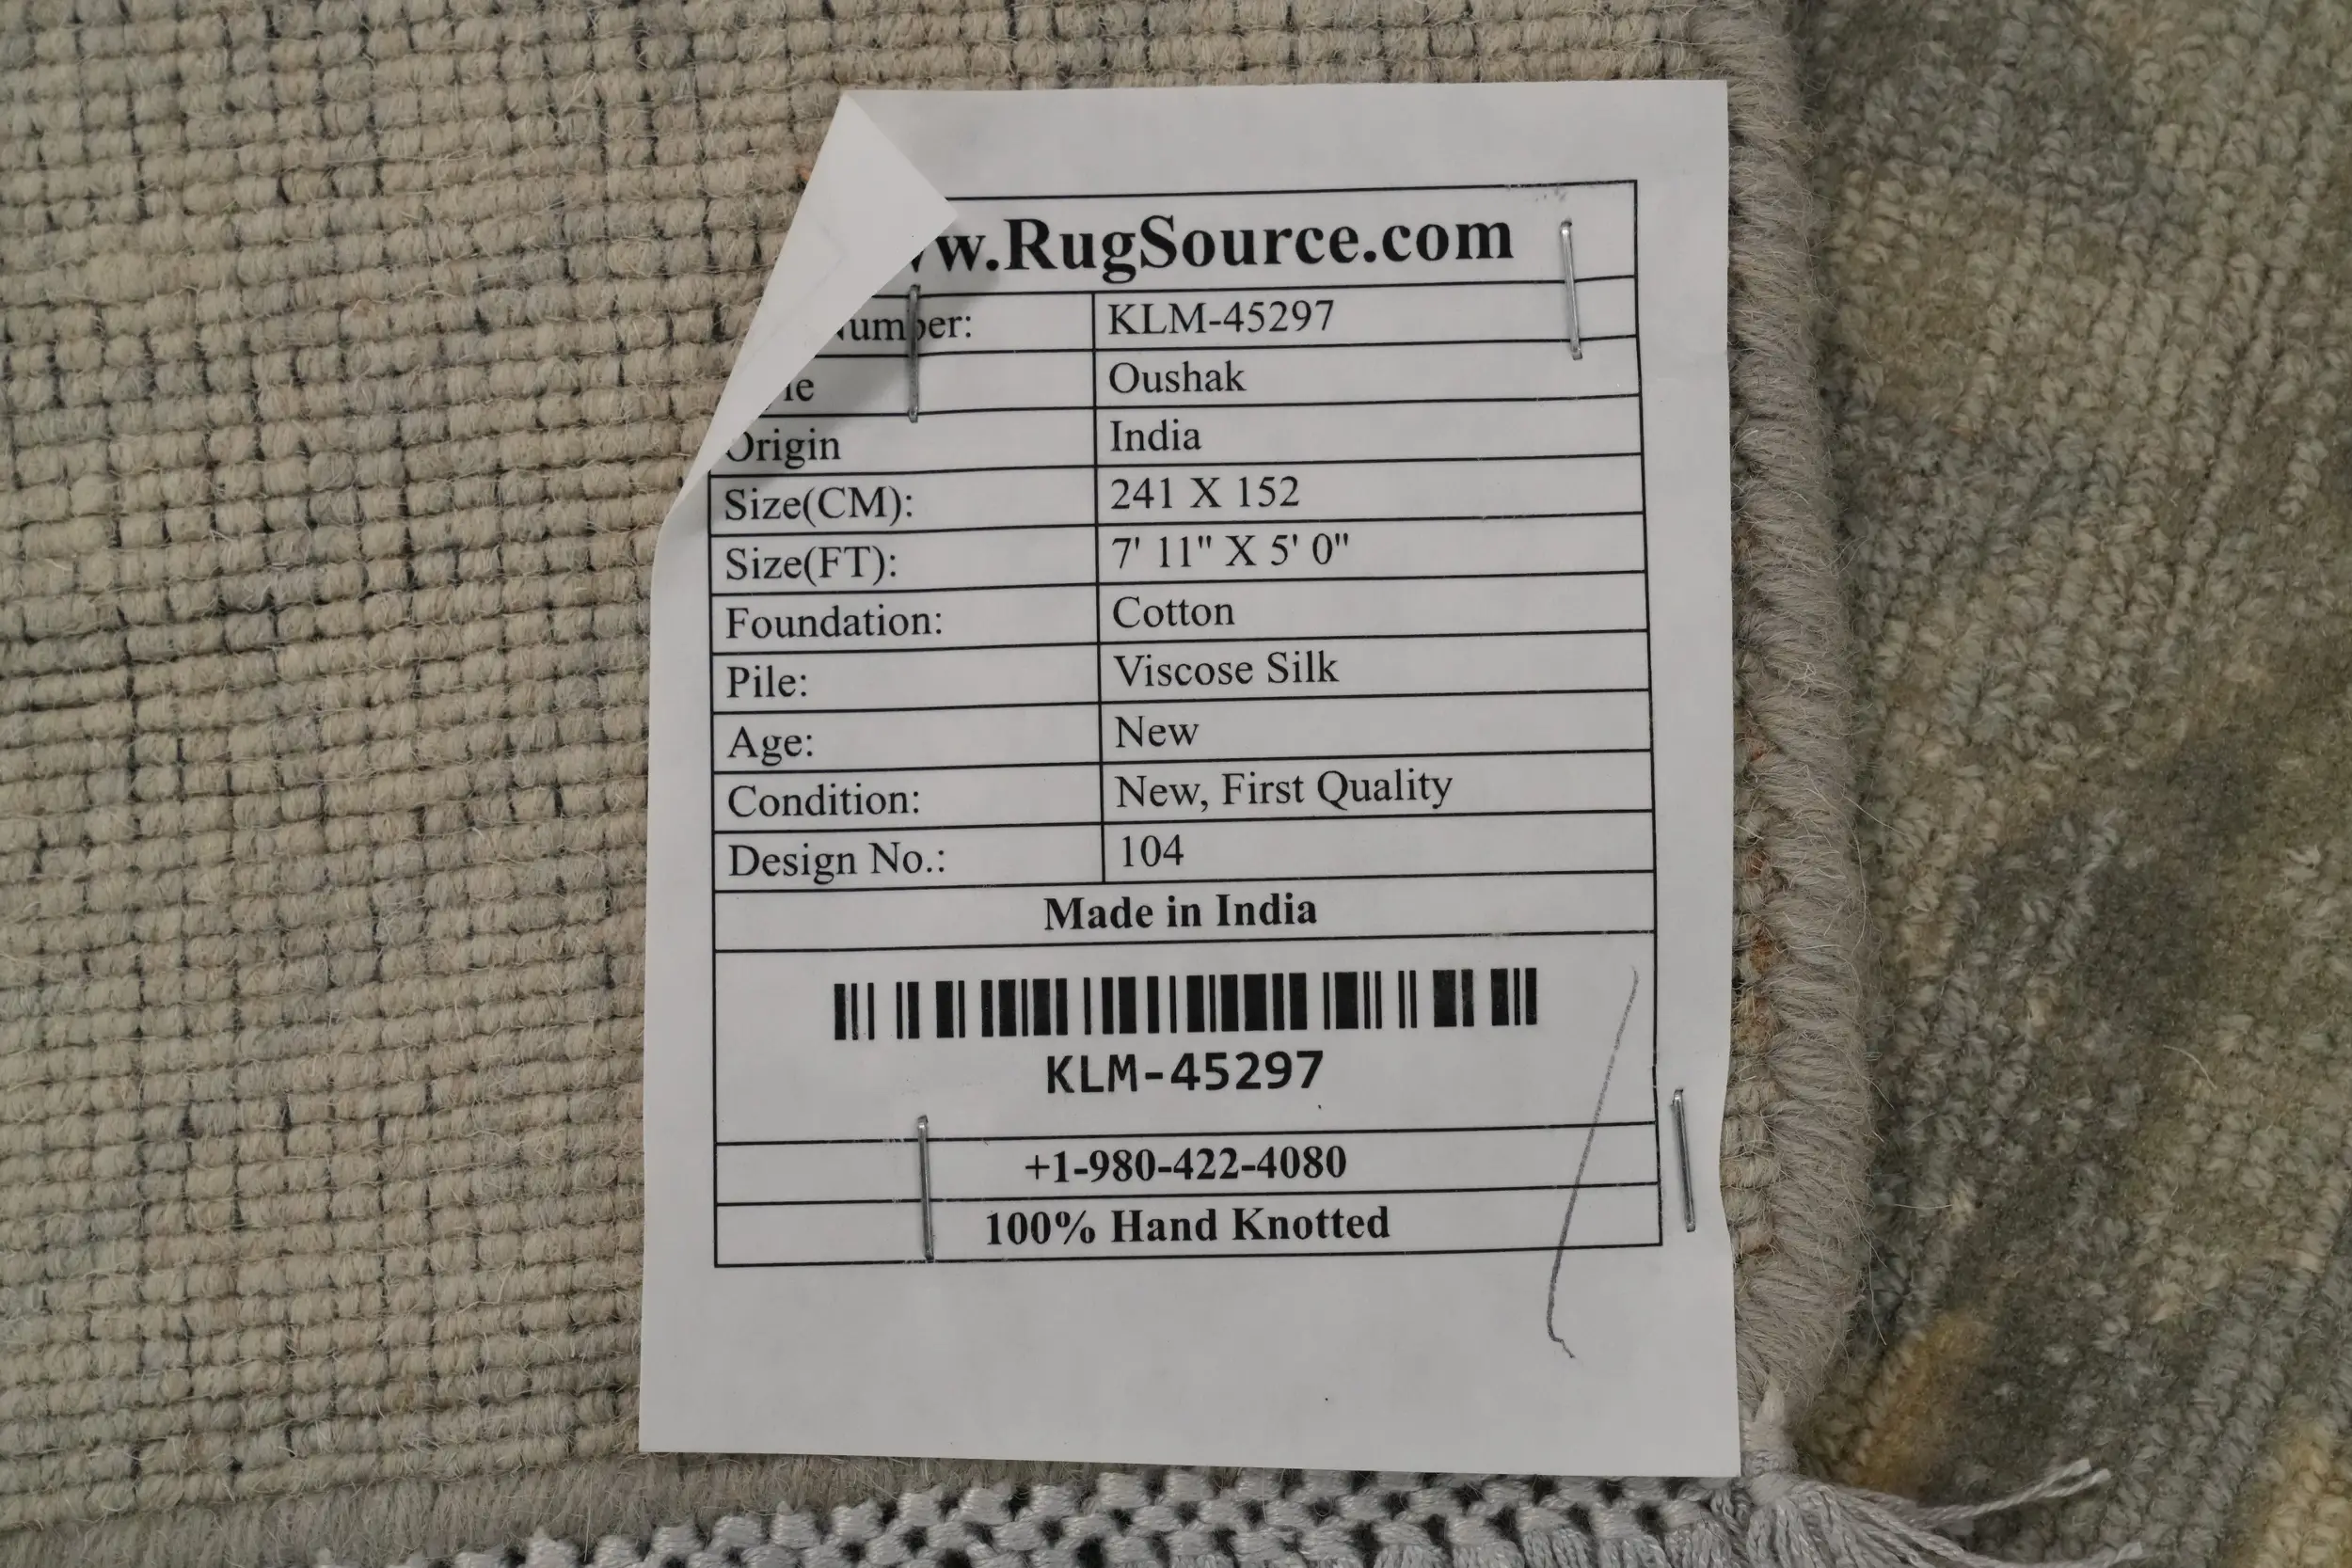 w.RugSource.com
Number: KLM-45297
Oushak
Origin India
Size(CM): 241 X 152
Size(FT): 7' 11" X 5' 0"
Foundation: Cotton
Pile: Viscose Silk
Age: New
Condition: New, First Quality
Design No.: 104
Made in India
KLM-45297
+1-980-422-4080
100% Hand Knotted